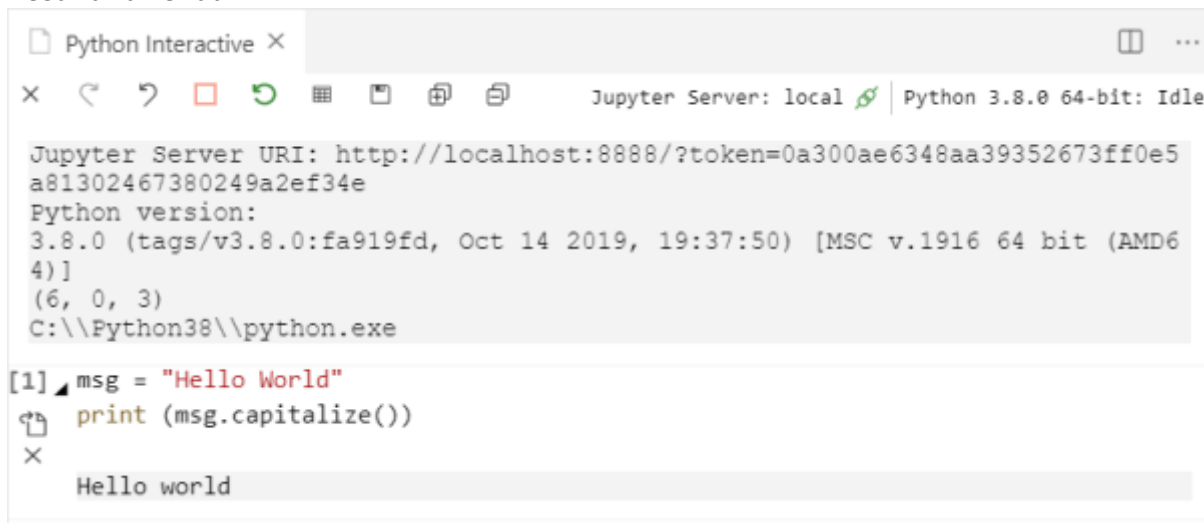 Python Interactive
Jupyter Server: local Python 3.8.0 64-bit: Idle
Jupyter Server URI: http://localhost:8888/?token=0a300ae6348aa39352673ff0e5
a81302467380249a2ef34e
Python version:
3.8.0 (tags/v3.8.0:fa919fd, Oct 14 2019, 19:37:50) [MSC v.1916 64 bit (AMD6
4)]
(6, 0, 3)
C:\\Python38\\python.exe
[1] msg = "Hello World"
print (msg.capitalize())
Hello world